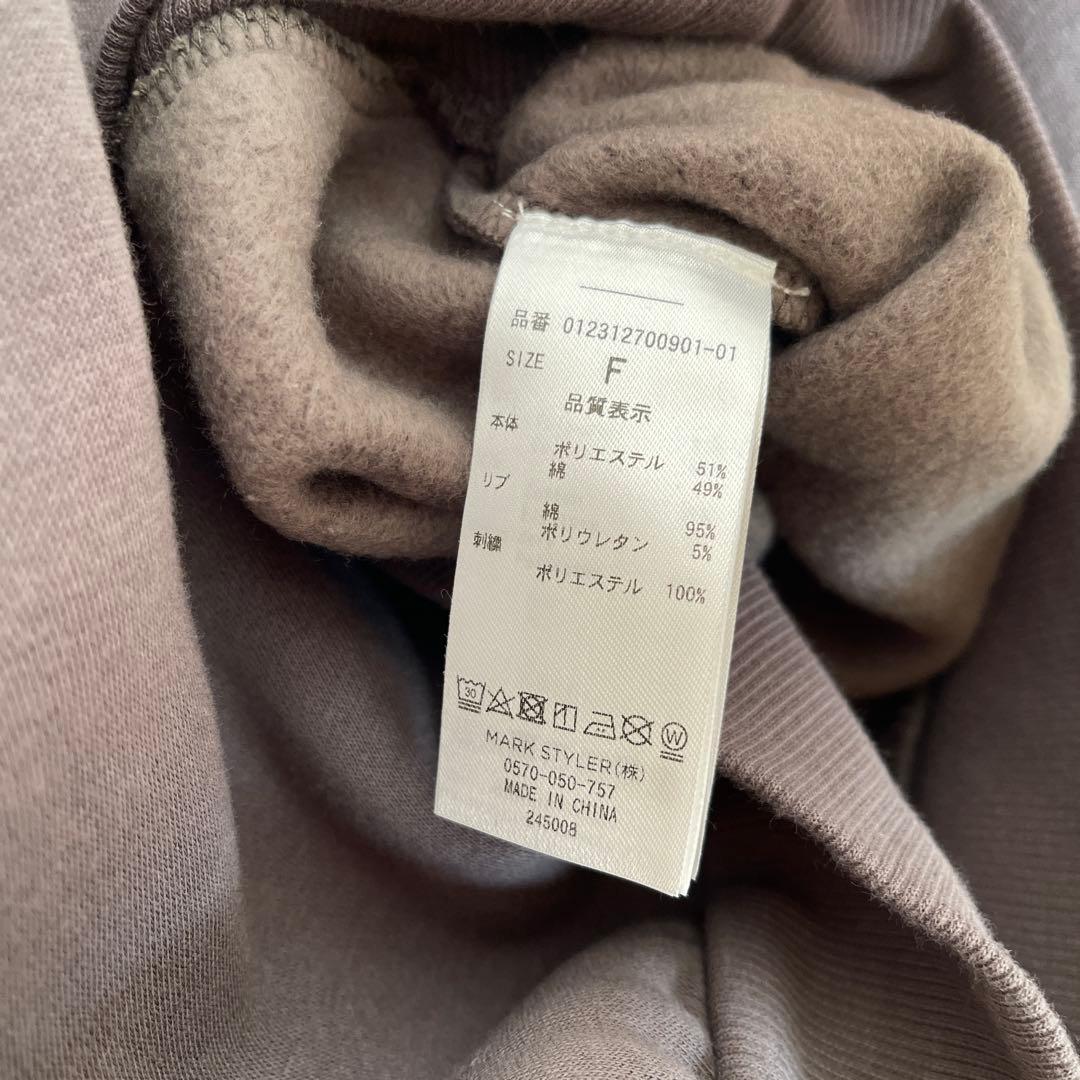 品番 012312700901-01
SIZE F
品質表示
本体
ポリエステル 51%
綿 49%
リブ
綿 95%
ポリウレタン 5%
刺繍
ポリエステル 100%
30
W
MARK STYLER(株)
0570-050-757
MADE IN CHINA
245008